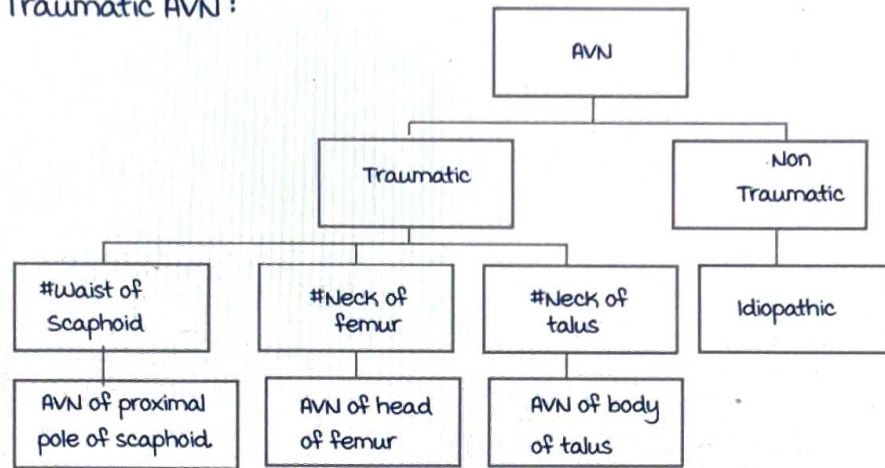 Traumatic AVN :
AVN
Traumatic
Non
Traumatic
#Waist of
Scaphoid
#Neck of
femur
#Neck of
talus
Idiopathic
AVN of proximal
pole of scaphoid.
AVN of head
of femur
AVN of body
of talus